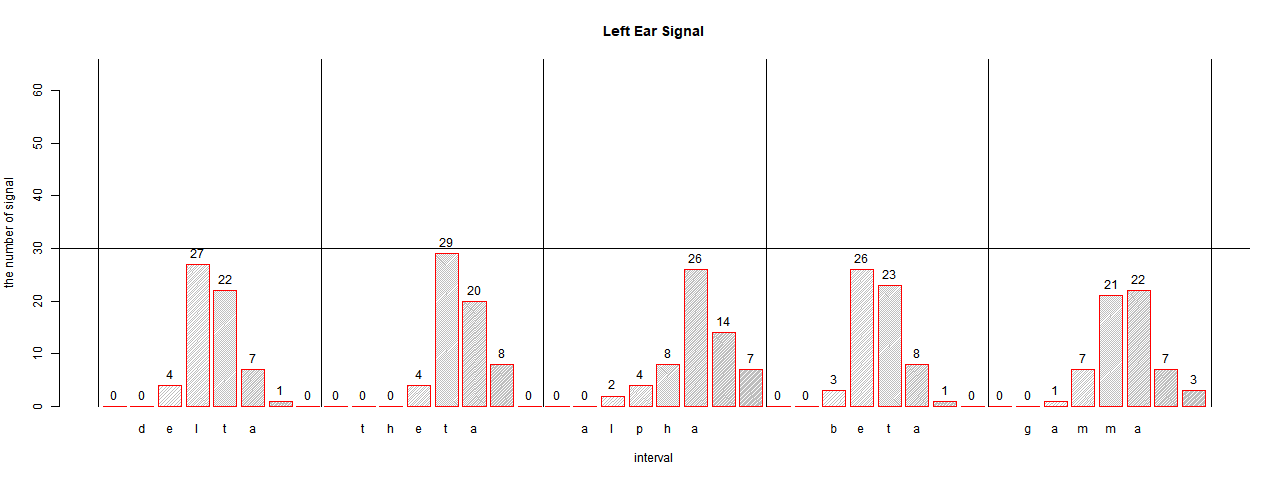 Left Ear Signal
the number of signal
60
50
40
30
20
10
0
0 0 4 27 22 7 1 0
0 0 0 4 29 20 8 0
0 0 2 4 8 26 14 7
0 0 3 26 23 8 1 0
0 0 1 7 21 22 7 3
d e l t a t h e t a a l p h a b e t a g a m m a
interval